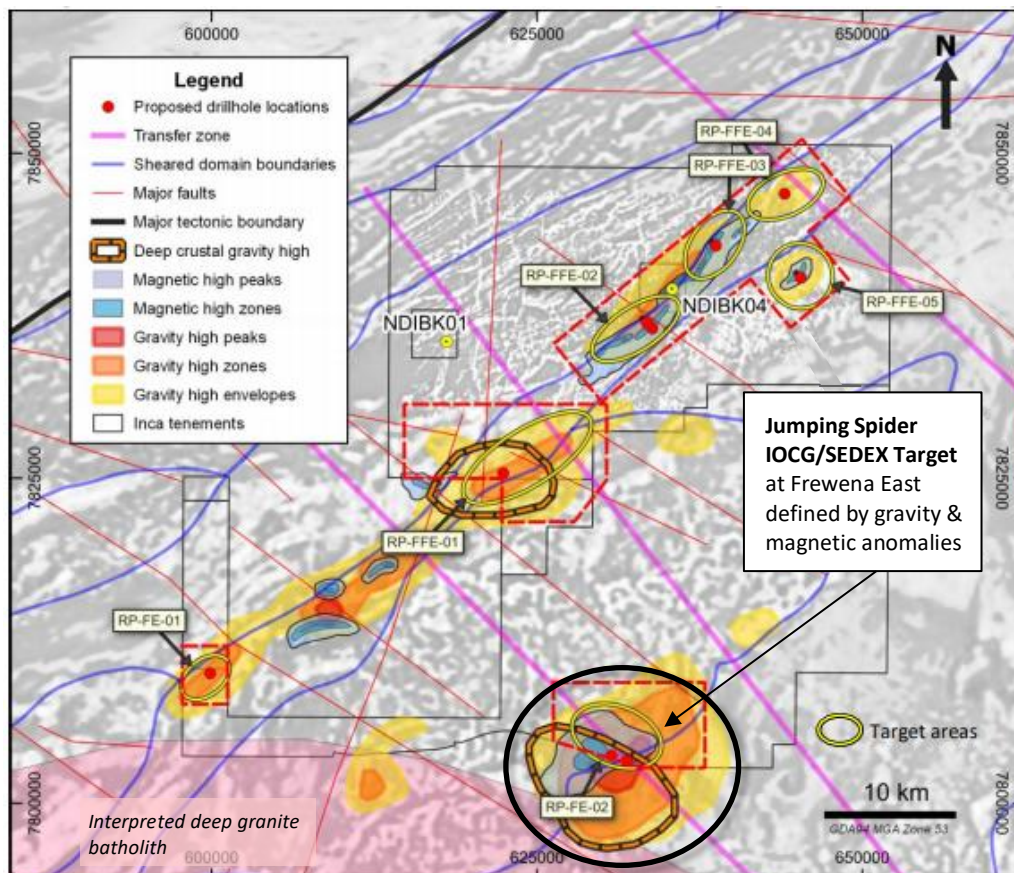 600000
625000
650000
N
Legend
Proposed drillhole locations
Transfer zone
Sheared domain boundaries
Major faults
Major tectonic boundary
Deep crustal gravity high
Magnetic high peaks
Magnetic high zones
Gravity high peaks
Gravity high zones
Gravity high envelopes
Inca tenements
7850000
7850000
RP-FFE-04
RP-FFE-03
RP-FFE-02
RP-FFE-05
NDIBK01
NDIBK04
Jumping Spider
IOCG/SEDEX Target
at Frewena East
defined by gravity &
magnetic anomalies
7825000
7825000
RP-FFE-01
RP-FE-01
Target areas
RP-FE-02
10 km
GDA94 MGA Zone 53
7800000
7800000
Interpreted deep granite
batholith
600000
625000
650000